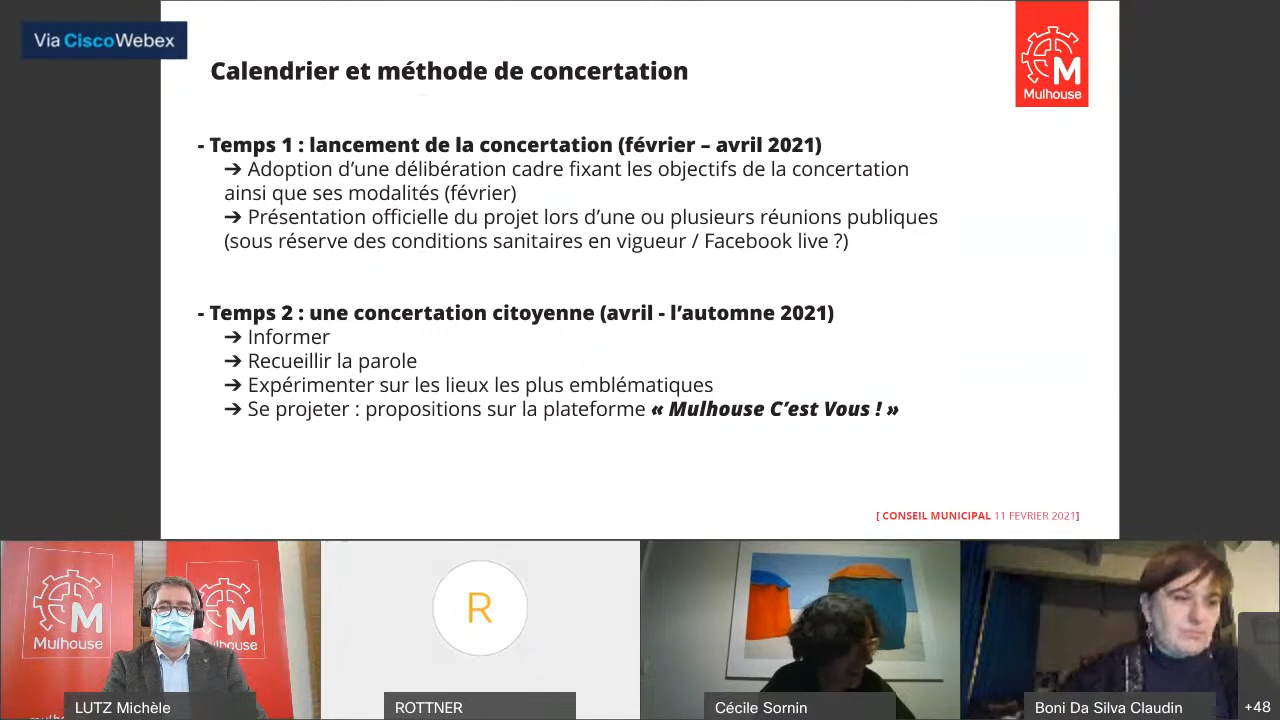 Via CiscoWebex
Calendrier et méthode de concertation
M
Mulhouse
- Temps 1 : lancement de la concertation (février – avril 2021)
➔ Adoption d’une délibération cadre fixant les objectifs de la concertation
ainsi que ses modalités (février)
➔ Présentation officielle du projet lors d’une ou plusieurs réunions publiques
(sous réserve des conditions sanitaires en vigueur / Facebook live ?)
- Temps 2 : une concertation citoyenne (avril - l’automne 2021)
➔ Informer
➔ Recueillir la parole
➔ Expérimenter sur les lieux les plus emblématiques
➔ Se projeter : propositions sur la plateforme « Mulhouse C’est Vous ! »
[ CONSEIL MUNICIPAL 11 FEVRIER 2021]
M
Mulhouse
M
R
LUTZ Michèle
ROTTNER
Cécile Sornin
Boni Da Silva Claudin
+48